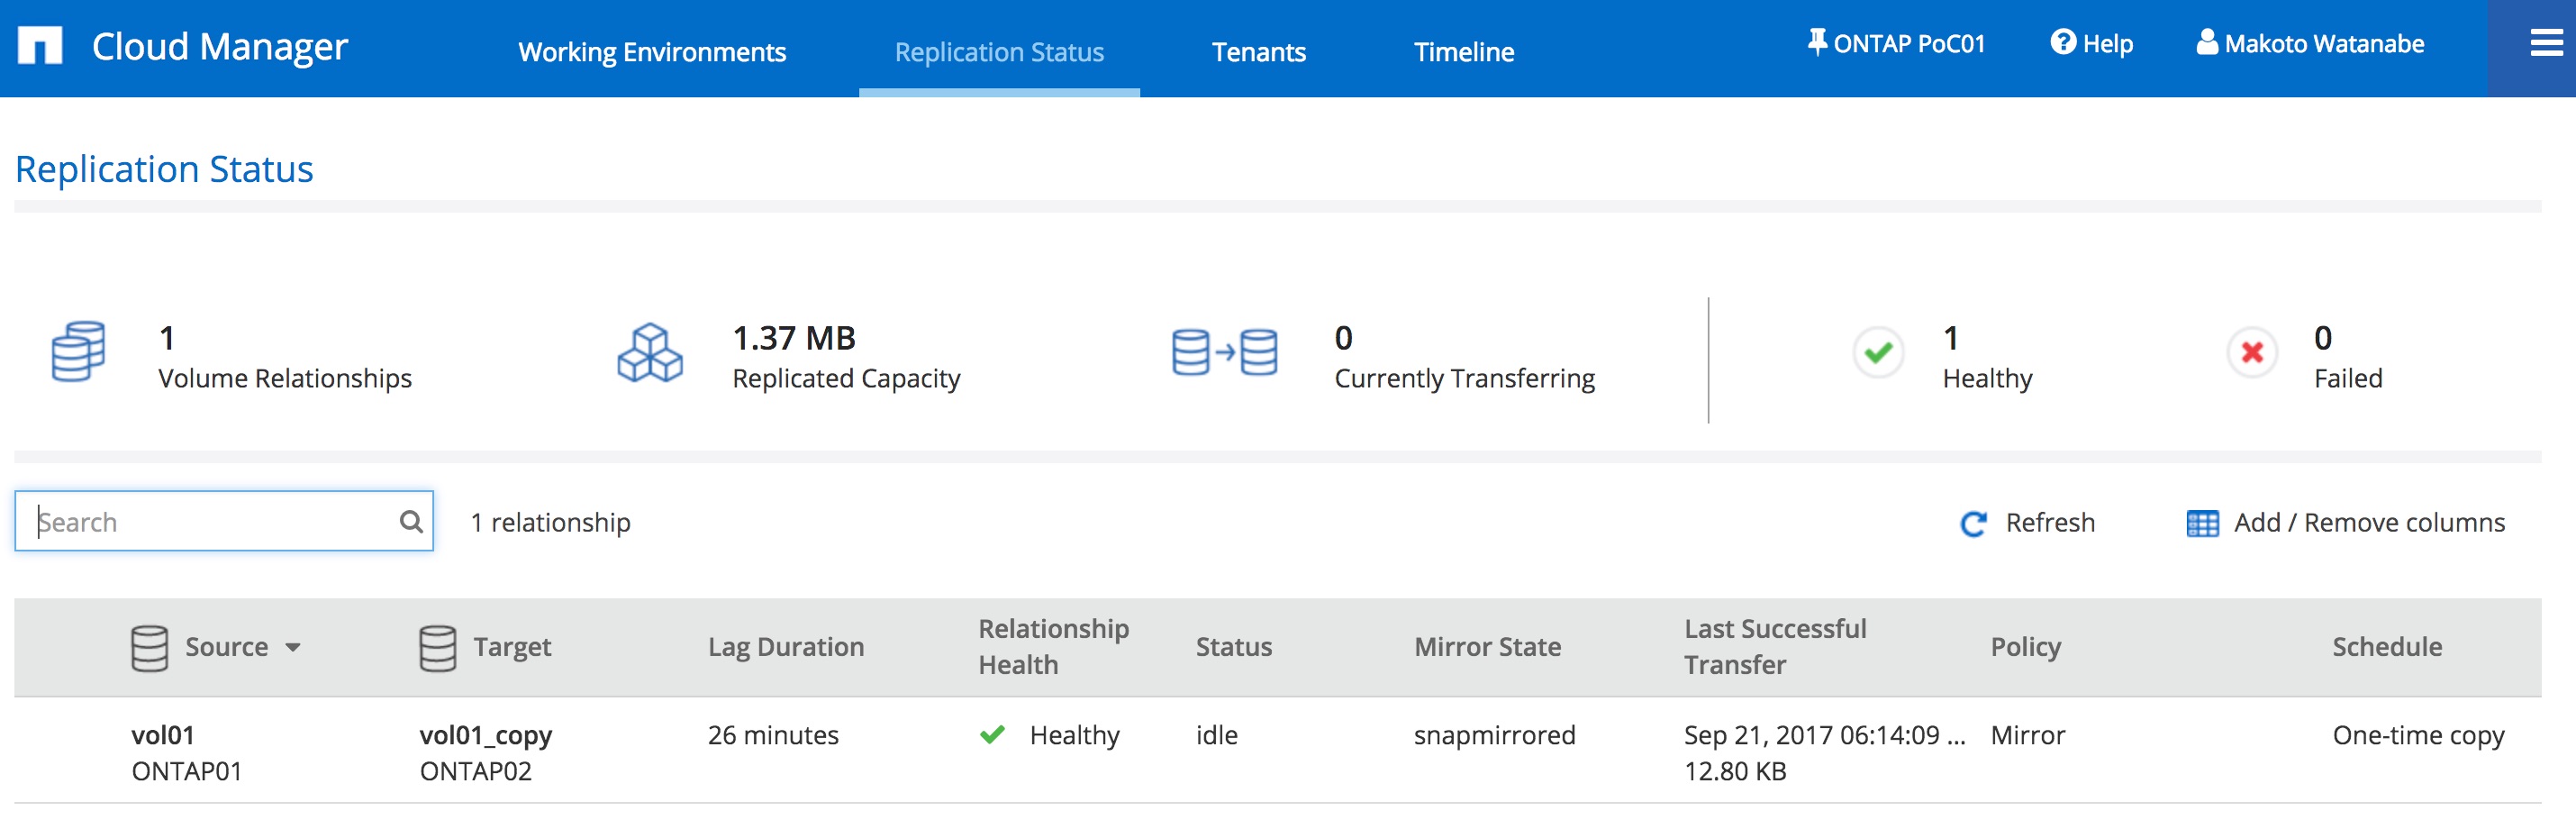 Cloud Manager
Working Environments
Replication Status
Tenants
Timeline
ONTAP PoC01
Help
Makoto Watanabe
Replication Status
1
Volume Relationships
1.37 MB
Replicated Capacity
0
Currently Transferring
1
Healthy
0
Failed
Search
1 relationship
Refresh
Add / Remove columns
Source
Target
Lag Duration
Relationship
Health
Status
Mirror State
Last Successful
Transfer
Policy
Schedule
vol01
ONTAP01
vol01_copy
ONTAP02
26 minutes
Healthy
idle
snapmirrored
Sep 21, 2017 06:14:09 ...
12.80 KB
Mirror
One-time copy